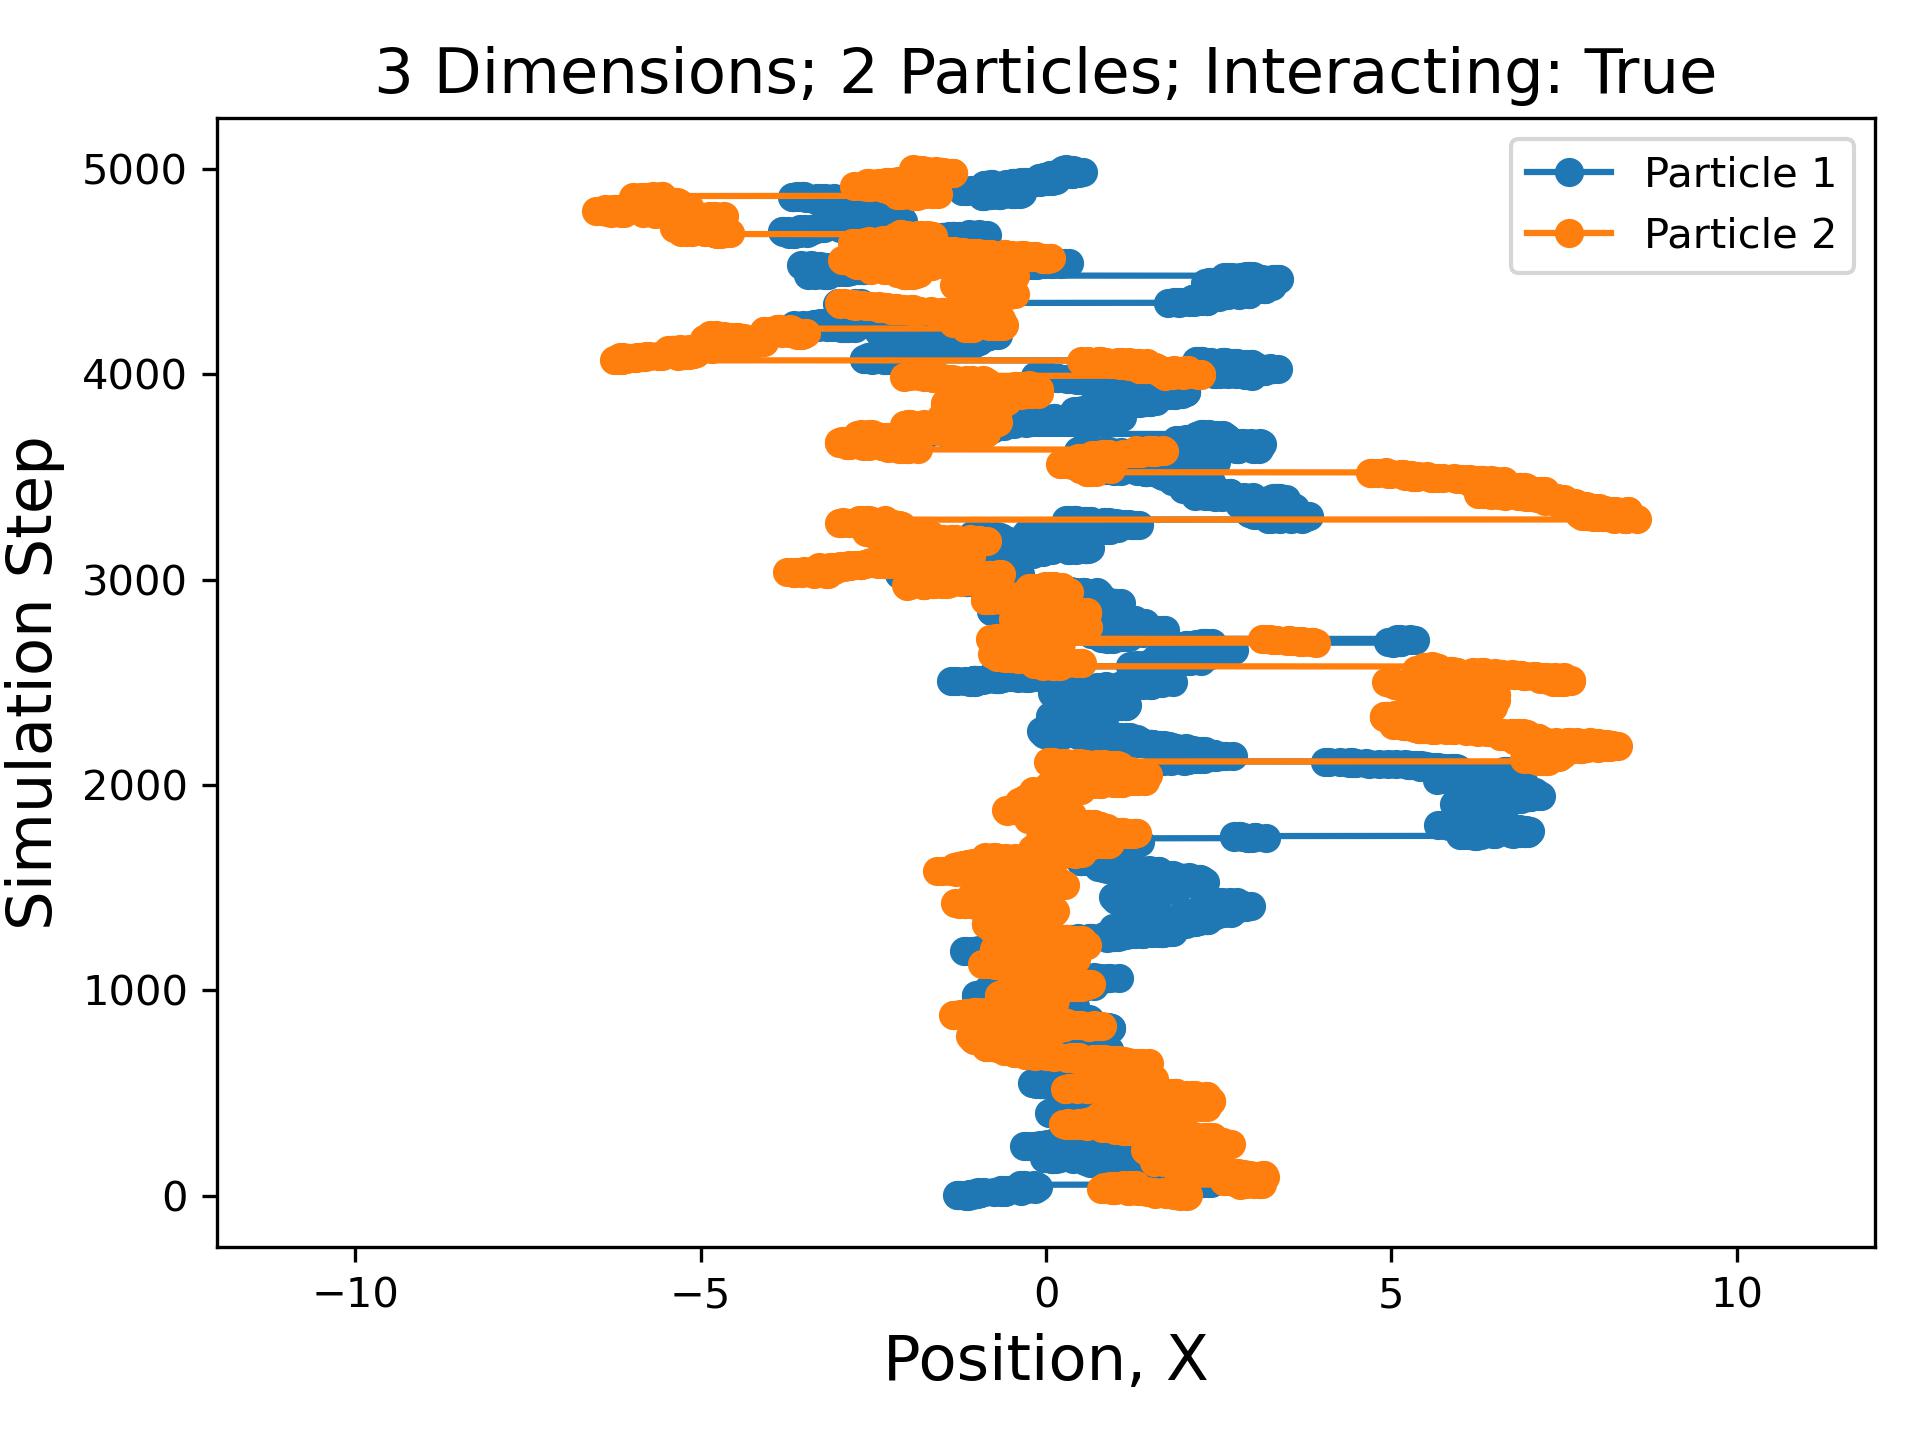 3 Dimensions; 2 Particles; Interacting: True
Particle 1
Particle 2
5000
4000
3000
2000
1000
0
Simulation Step
−10
−5
0
5
10
Position, X